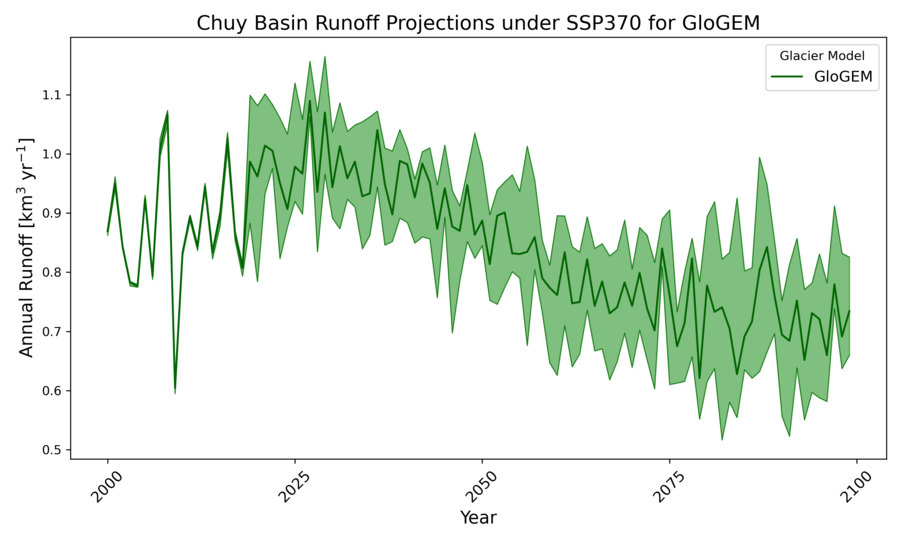 Chuy Basin Runoff Projections under SSP370 for GloGEM
Glacier Model
GloGEM
Annual Runoff [km³ yr⁻¹]
1.1
1.0
0.9
0.8
0.7
0.6
0.5
2000
2025
2050
2075
2100
Year